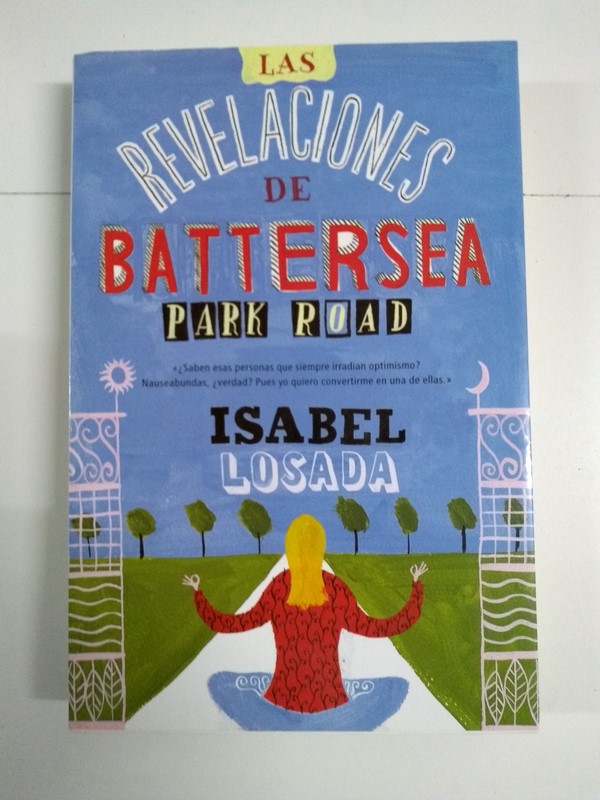 LAS
REVELACIONES
DE
BATTERSEA
PARK ROAD
«¿Saben esas personas que siempre irradian optimismo?
Nauseabundas, ¿verdad? Pues yo quiero convertirme en una de ellas.»
ISABEL
LOSADA